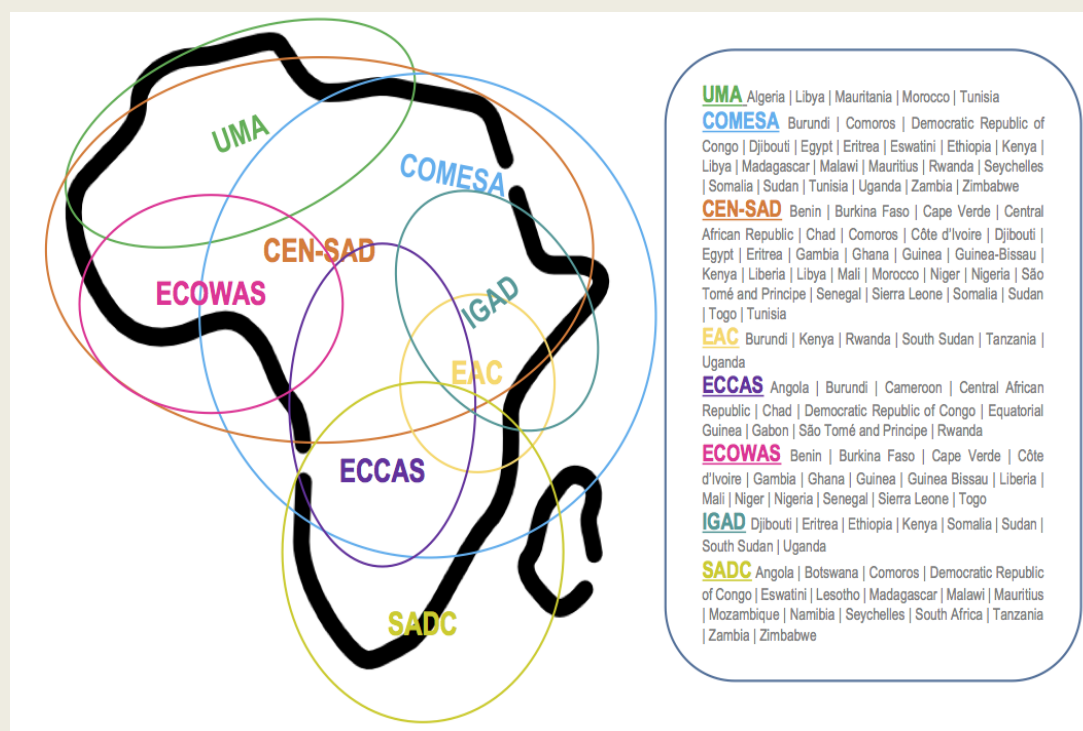 UMA
COMESA
CEN-SAD
ECOWAS
IGAD
EAC
ECCAS
SADC
UMA Algeria | Libya | Mauritania | Morocco | Tunisia
COMESA Burundi | Comoros | Democratic Republic of
Congo | Djibouti | Egypt | Eritrea | Eswatini | Ethiopia | Kenya |
Libya | Madagascar | Malawi | Mauritius | Rwanda | Seychelles
| Somalia | Sudan | Tunisia | Uganda | Zambia | Zimbabwe
CEN-SAD Benin | Burkina Faso | Cape Verde | Central
African Republic | Chad | Comoros | Côte d'Ivoire | Djibouti |
Egypt | Eritrea | Gambia | Ghana | Guinea | Guinea-Bissau |
Kenya | Liberia | Libya | Mali | Morocco | Niger | Nigeria | São
Tomé and Principe | Senegal | Sierra Leone | Somalia | Sudan
| Togo | Tunisia
EAC Burundi | Kenya | Rwanda | South Sudan | Tanzania |
Uganda
ECCAS Angola | Burundi | Cameroon | Central African
Republic | Chad | Democratic Republic of Congo | Equatorial
Guinea | Gabon | São Tomé and Principe | Rwanda
ECOWAS Benin | Burkina Faso | Cape Verde | Côte
d'Ivoire | Gambia | Ghana | Guinea | Guinea Bissau | Liberia |
Mali | Niger | Nigeria | Senegal | Sierra Leone | Togo
IGAD Djibouti | Eritrea | Ethiopia | Kenya | Somalia | Sudan |
South Sudan | Uganda
SADC Angola | Botswana | Comoros | Democratic Republic
of Congo | Eswatini | Lesotho | Madagascar | Malawi | Mauritius
| Mozambique | Namibia | Seychelles | South Africa | Tanzania
| Zambia | Zimbabwe